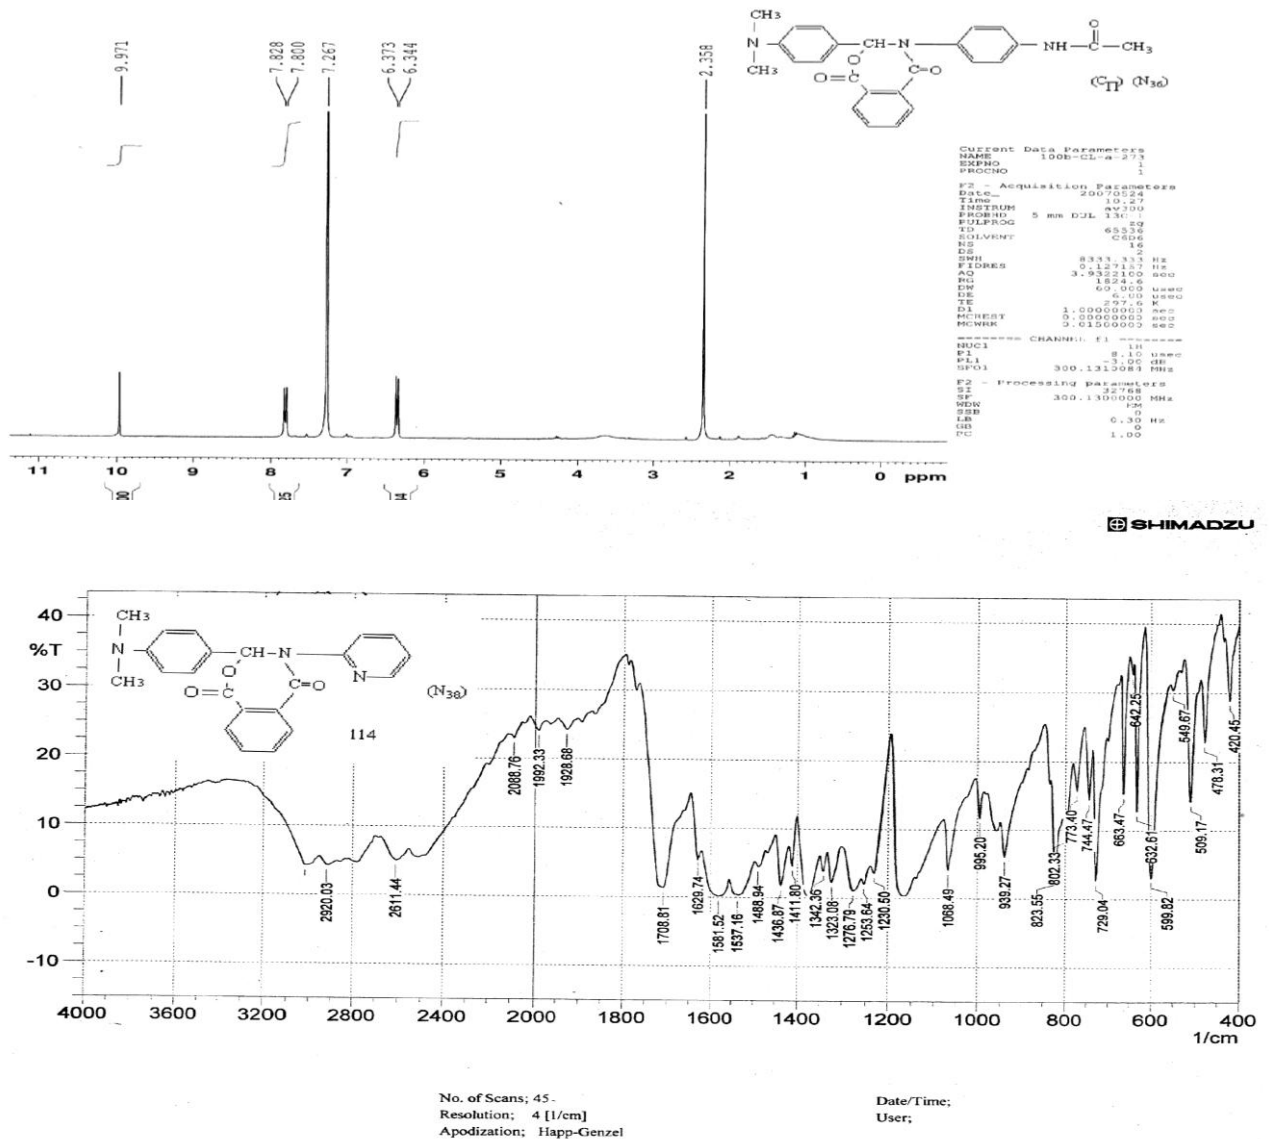 9.971
7.828
7.800
7.267
6.373
6.344
2.358
CH3
N
CH3
CH N
O
O C C O
NH C CH3
O
(N36)
Current Data Parameters
NAME 100b-CL-a-273
EXPNO 1
PROCNO 1
F2 - Acquisition Parameters
Date_ 20070524
Time 10.27
INSTRUM av300
PROBHD 5 mm DUL 13C-1
PULPROG zg
TD 65536
SOLVENT C6D6
NS 16
DS 2
SWH 8333.333 Hz
FIDRES 0.127157 Hz
AQ 3.9322100 sec
RG 1824.6
DW 60.000 usec
DE 6.00 usec
TE 297.6 K
D1 1.00000000 sec
MCREST 0.00000000 sec
MCWRK 0.01500000 sec
======== CHANNEL f1 ========
NUC1 1H
P1 8.10 usec
PL1 -3.00 dB
SFO1 MHz
F2 - Processing parameters
SI 32768
SF 300.1300000 MHz
WDW EM
SSB 0
LB 0.30 Hz
GB 0
PC 1.00
11 10 9 8 7 6 5 4 3 2 1 0 ppm
SHIMADZU
40
%T
30
20
10
0
-10
CH3
N
CH3
CH N
O
N
O C C O
(N38)
114
2920.03
2611.44
2088.76
1992.33
1928.68
1708.81
1629.74
1581.52
1537.16
1488.94
1436.87
1411.80
1342.36
1323.08
1276.79
1253.64
1230.50
1068.49
995.20
939.27
823.55
802.33
773.40
744.47
729.04
663.47
642.25
632.61
599.82
549.67
509.17
478.31
420.45
4000 3600 3200 2800 2400 2000 1800 1600 1400 1200 1000 800 600 400
1/cm
No. of Scans; 45
Resolution; 4 [1/cm]
Apodization; Happ-Genzel
Date/Time;
User;